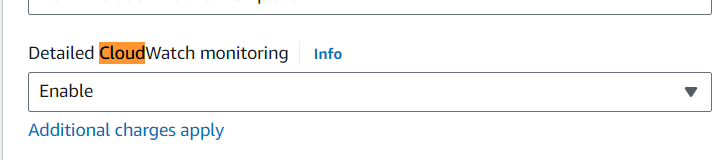 Detailed CloudWatch monitoring Info
Enable
Additional charges apply